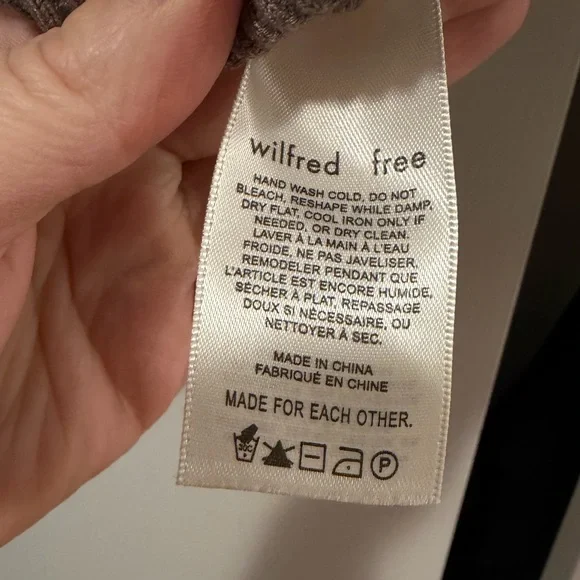 wilfred free
HAND WASH COLD, DO NOT
BLEACH, RESHAPE WHILE DAMP,
DRY FLAT, COOL IRON ONLY IF
NEEDED, OR DRY CLEAN.
LAVER À LA MAIN À L'EAU
FROIDE, NE PAS JAVELISER,
REMODELER PENDANT QUE
L'ARTICLE EST ENCORE HUMIDE,
SÉCHER À PLAT, REPASSAGE
DOUX SI NÉCESSAIRE, OU
NETTOYER À SEC.
MADE IN CHINA
FABRIQUÉ EN CHINE
MADE FOR EACH OTHER.
30C P